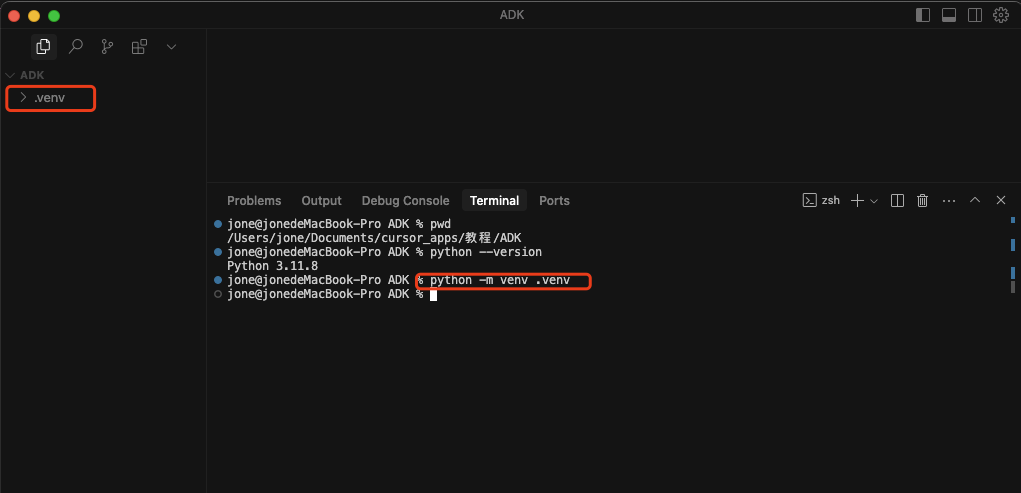 ADK
ADK
.venv
Problems Output Debug Console Terminal Ports
zsh
jone@jonedeMacBook-Pro ADK % pwd
/Users/jone/Documents/cursor_apps/教程/ADK
jone@jonedeMacBook-Pro ADK % python --version
Python 3.11.8
jone@jonedeMacBook-Pro ADK % python -m venv .venv
jone@jonedeMacBook-Pro ADK %